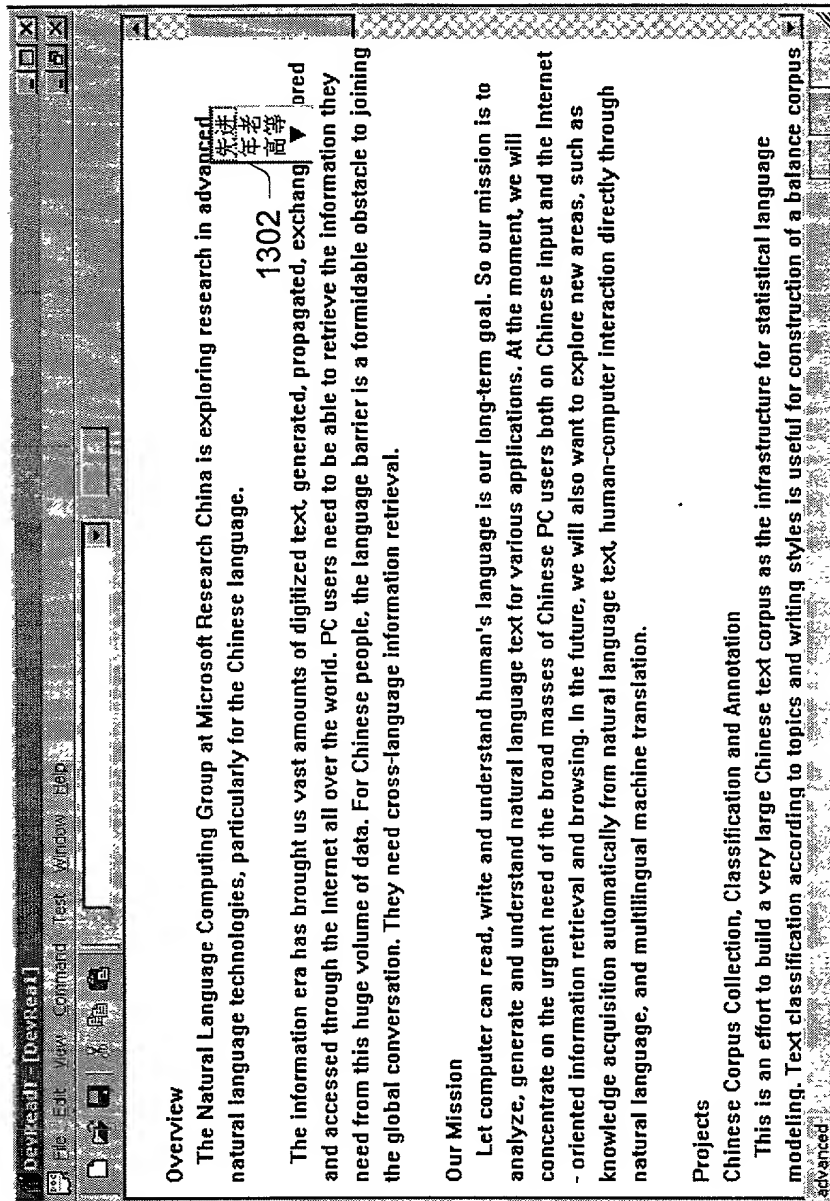 DevRead1 - [DevRea1]
File Edit View Command Test Window Help
Overview
The Natural Language Computing Group at Microsoft Research China is exploring research in advanced
natural language technologies, particularly for the Chinese language.
先进
年老
高等
1302
The information era has brought us vast amounts of digitized text, generated, propagated, exchang ored
and accessed through the Internet all over the world. PC users need to be able to retrieve the information they
need from this huge volume of data. For Chinese people, the language barrier is a formidable obstacle to joining
the global conversation. They need cross-language information retrieval.
Our Mission
Let computer can read, write and understand human's language is our long-term goal. So our mission is to
analyze, generate and understand natural language text for various applications. At the moment, we will
concentrate on the urgent need of the broad masses of Chinese PC users both on Chinese input and the Internet
- oriented information retrieval and browsing. In the future, we will also want to explore new areas, such as
knowledge acquisition automatically from natural language text, human-computer interaction directly through
natural language, and multilingual machine translation.
Projects
Chinese Corpus Collection, Classification and Annotation
This is an effort to build a very large Chinese text corpus as the infrastructure for statistical language
modeling. Text classification according to topics and writing styles is useful for construction of a balance corpus
advanced